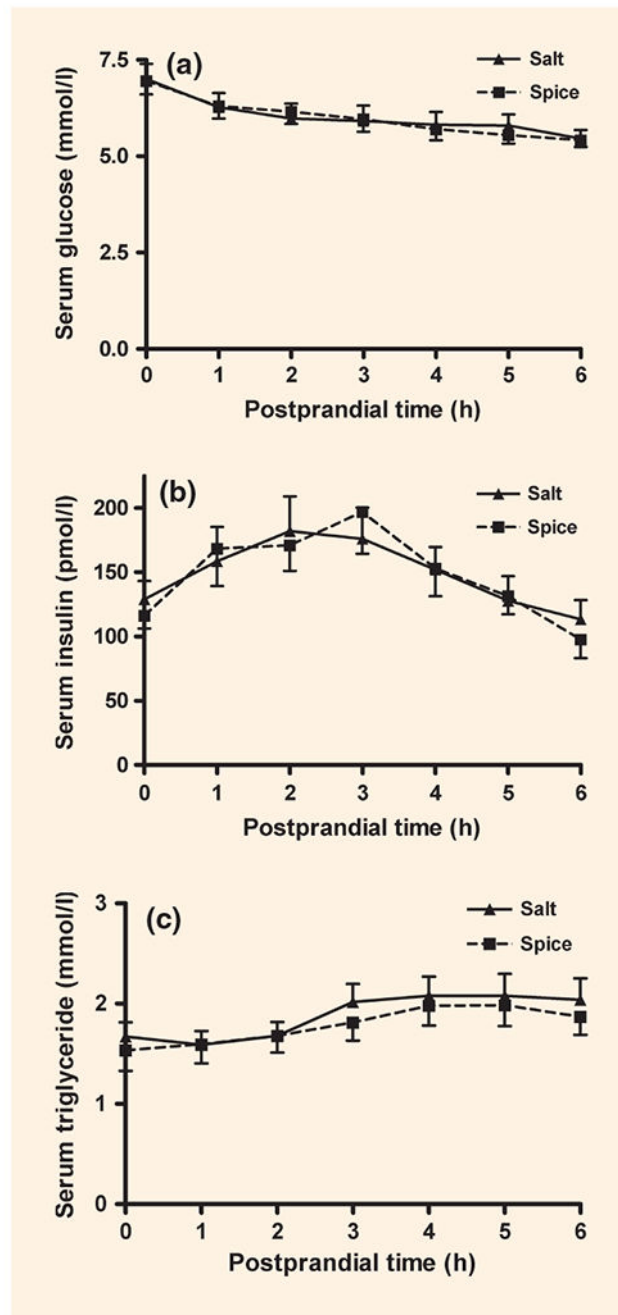 (a)
Salt
Spice
Serum glucose (mmol/l)
7.5
5.0
2.5
0.0
0 1 2 3 4 5 6
Postprandial time (h)
(b)
Salt
Spice
Serum insulin (pmol/l)
200
150
100
50
0
0 1 2 3 4 5 6
Postprandial time (h)
(c)
Salt
Spice
Serum triglyceride (mmol/l)
3
2
1
0
0 1 2 3 4 5 6
Postprandial time (h)